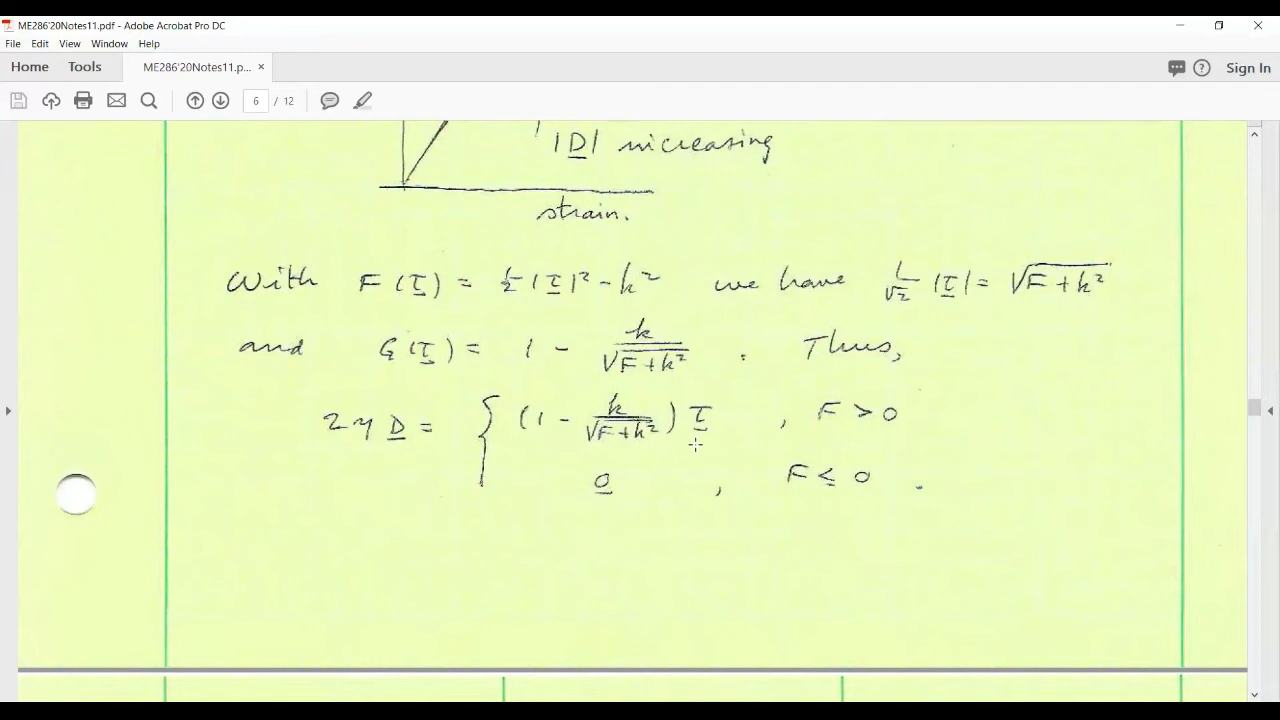 ME286'20Notes11.pdf - Adobe Acrobat Pro DC
File Edit View Window Help
Home Tools ME286'20Notes11.p... × Sign In
6 / 12
|D̲| increasing
strain.
With F(τ̲) = ½|τ̲|² - k² we have 1/√2 |τ̲| = √(F+k²)
and G(τ̲) = 1 - k/√(F+k²) . Thus,
2ηD̲ = { (1 - k/√(F+k²)) τ̲ , F > 0
0̲ , F ≤ 0 .